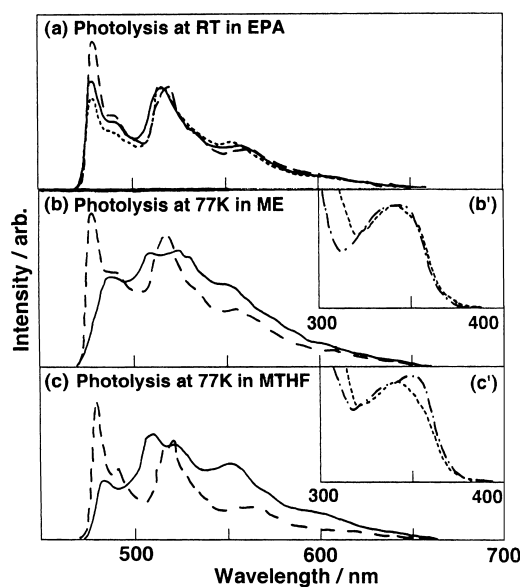 (a) Photolysis at RT in EPA
(b) Photolysis at 77K in ME
(b')
300
400
(c) Photolysis at 77K in MTHF
(c')
300
400
500
600
700
Wavelength / nm
Intensity / arb.